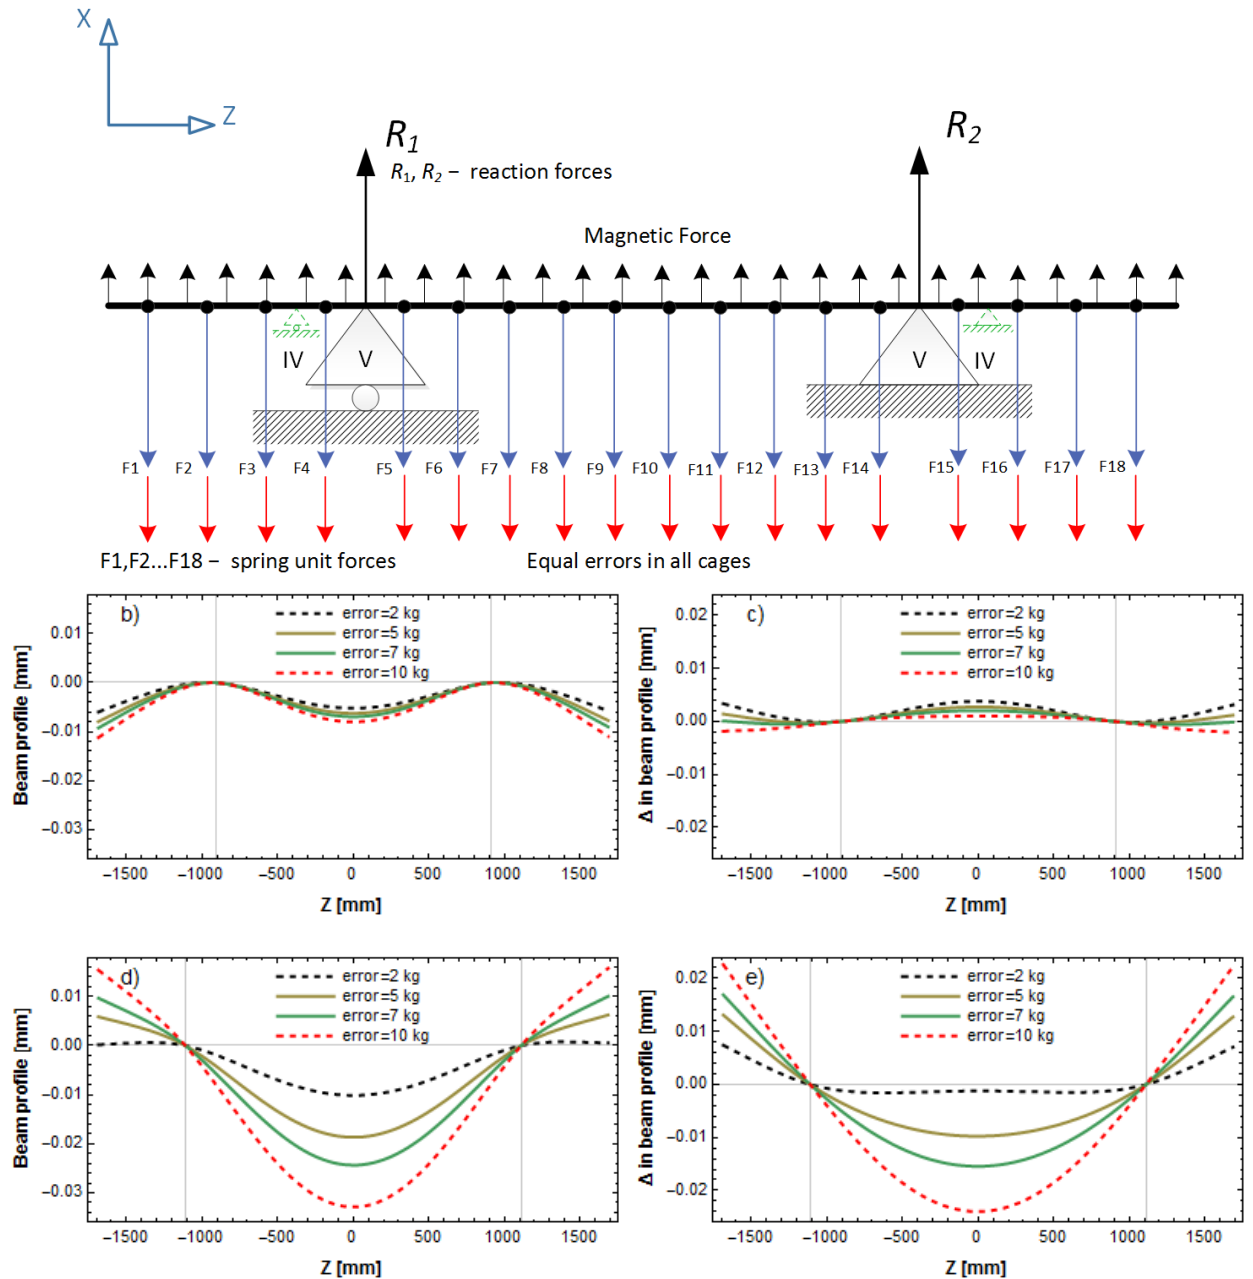 X
Z
R1
R2
R1, R2 – reaction forces
Magnetic Force
IV
V
V
IV
F1 F2 F3 F4 F5 F6 F7 F8 F9 F10 F11 F12 F13 F14 F15 F16 F17 F18
F1,F2...F18 – spring unit forces
Equal errors in all cages
b)
error=2 kg
error=5 kg
error=7 kg
error=10 kg
Beam profile [mm]
0.01
0.00
−0.01
−0.02
−0.03
−1500 −1000 −500 0 500 1000 1500
Z [mm]
c)
error=2 kg
error=5 kg
error=7 kg
error=10 kg
Δ in beam profile [mm]
0.02
0.01
0.00
−0.01
−0.02
−1500 −1000 −500 0 500 1000 1500
Z [mm]
d)
error=2 kg
error=5 kg
error=7 kg
error=10 kg
Beam profile [mm]
0.01
0.00
−0.01
−0.02
−0.03
−1500 −1000 −500 0 500 1000 1500
Z [mm]
e)
error=2 kg
error=5 kg
error=7 kg
error=10 kg
Δ in beam profile [mm]
0.02
0.01
0.00
−0.01
−0.02
−1500 −1000 −500 0 500 1000 1500
Z [mm]